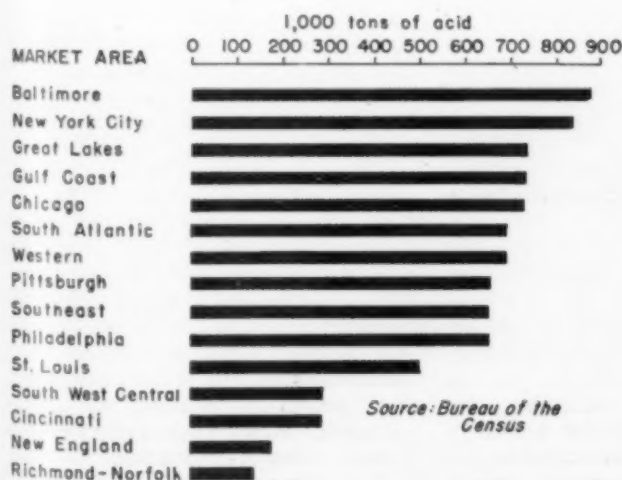 1,000 tons of acid
MARKET AREA 0 100 200 300 400 500 600 700 800 900
Baltimore
New York City
Great Lakes
Gulf Coast
Chicago
South Atlantic
Western
Pittsburgh
Southeast
Philadelphia
St. Louis
South West Central
Cincinnati
New England
Richmond-Norfolk
Source: Bureau of the
Census